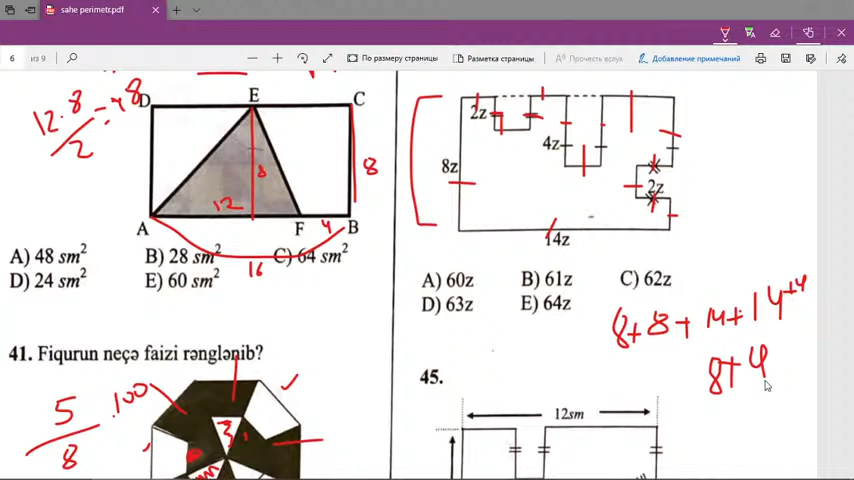 sahe perimetr.pdf
6
из 9
По размеру страницы
Разметка страницы
Прочесть вслух
Добавление примечаний
12.8
2
48
D
E
C
8
8
12
A
F
4
B
16
A) 48 sm²
B) 28 sm²
C) 64 sm²
D) 24 sm²
E) 60 sm²
41. Fiqurun neçə faizi rənglənib?
5
8
.100
3
2z
4z
8z
2z
14z
A) 60z
B) 61z
C) 62z
D) 63z
E) 64z
8+8+14+14+4
8+4
45.
12sm